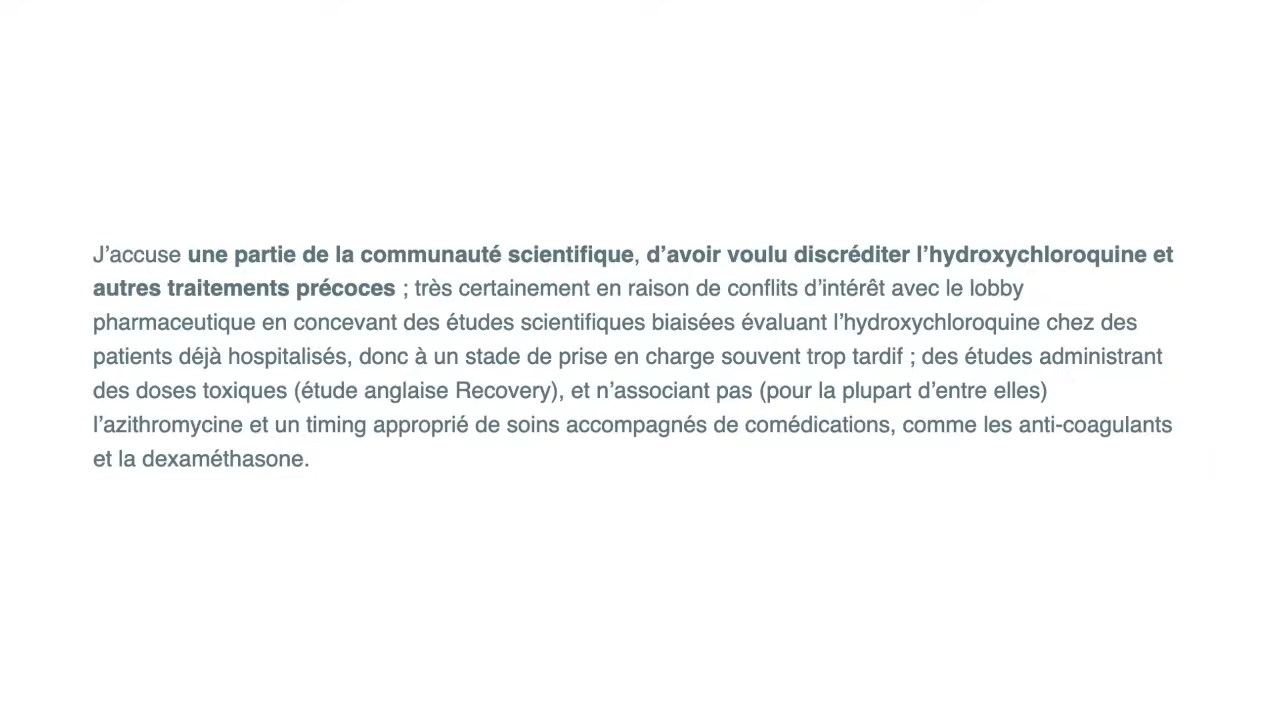 J’accuse une partie de la communauté scientifique, d’avoir voulu discréditer l’hydroxychloroquine et
autres traitements précoces ; très certainement en raison de conflits d’intérêt avec le lobby
pharmaceutique en concevant des études scientifiques biaisées évaluant l’hydroxychloroquine chez des
patients déjà hospitalisés, donc à un stade de prise en charge souvent trop tardif ; des études administrant
des doses toxiques (étude anglaise Recovery), et n’associant pas (pour la plupart d’entre elles)
l’azithromycine et un timing approprié de soins accompagnés de comédications, comme les anti-coagulants
et la dexaméthasone.